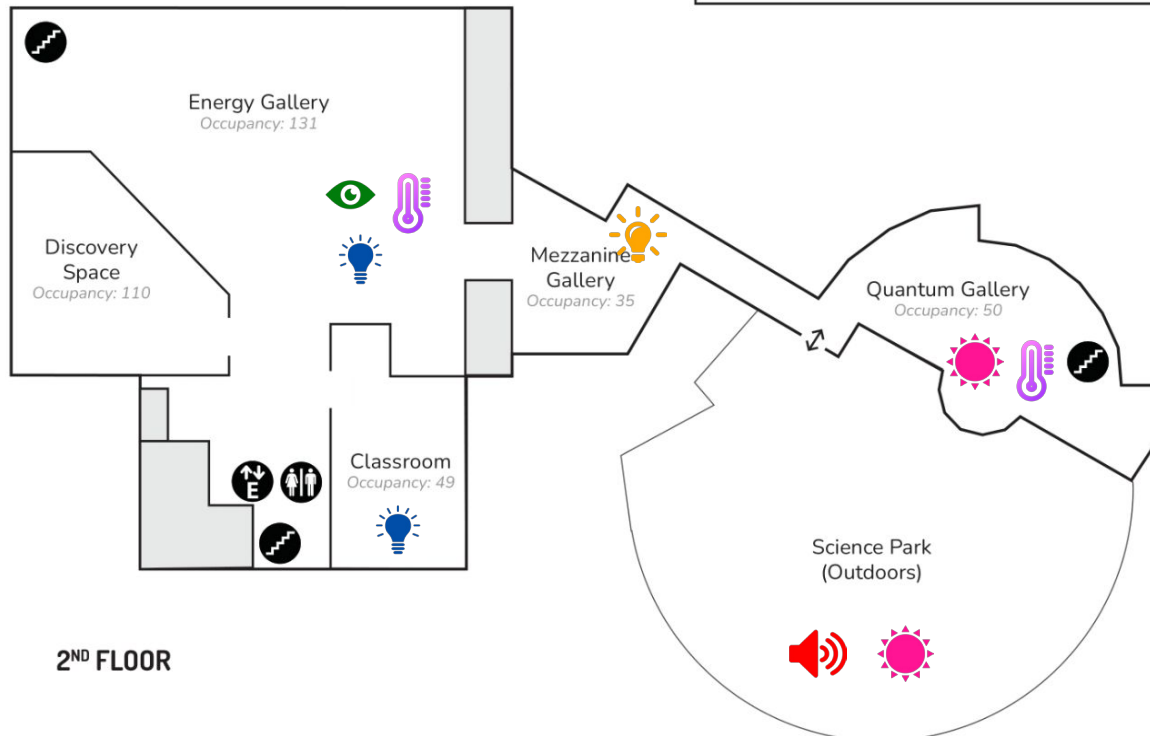 Energy Gallery
Occupancy: 131
Discovery
Space
Occupancy: 110
Mezzanine
Gallery
Occupancy: 35
Quantum Gallery
Occupancy: 50
Classroom
Occupancy: 49
E
Science Park
(Outdoors)
2ND FLOOR